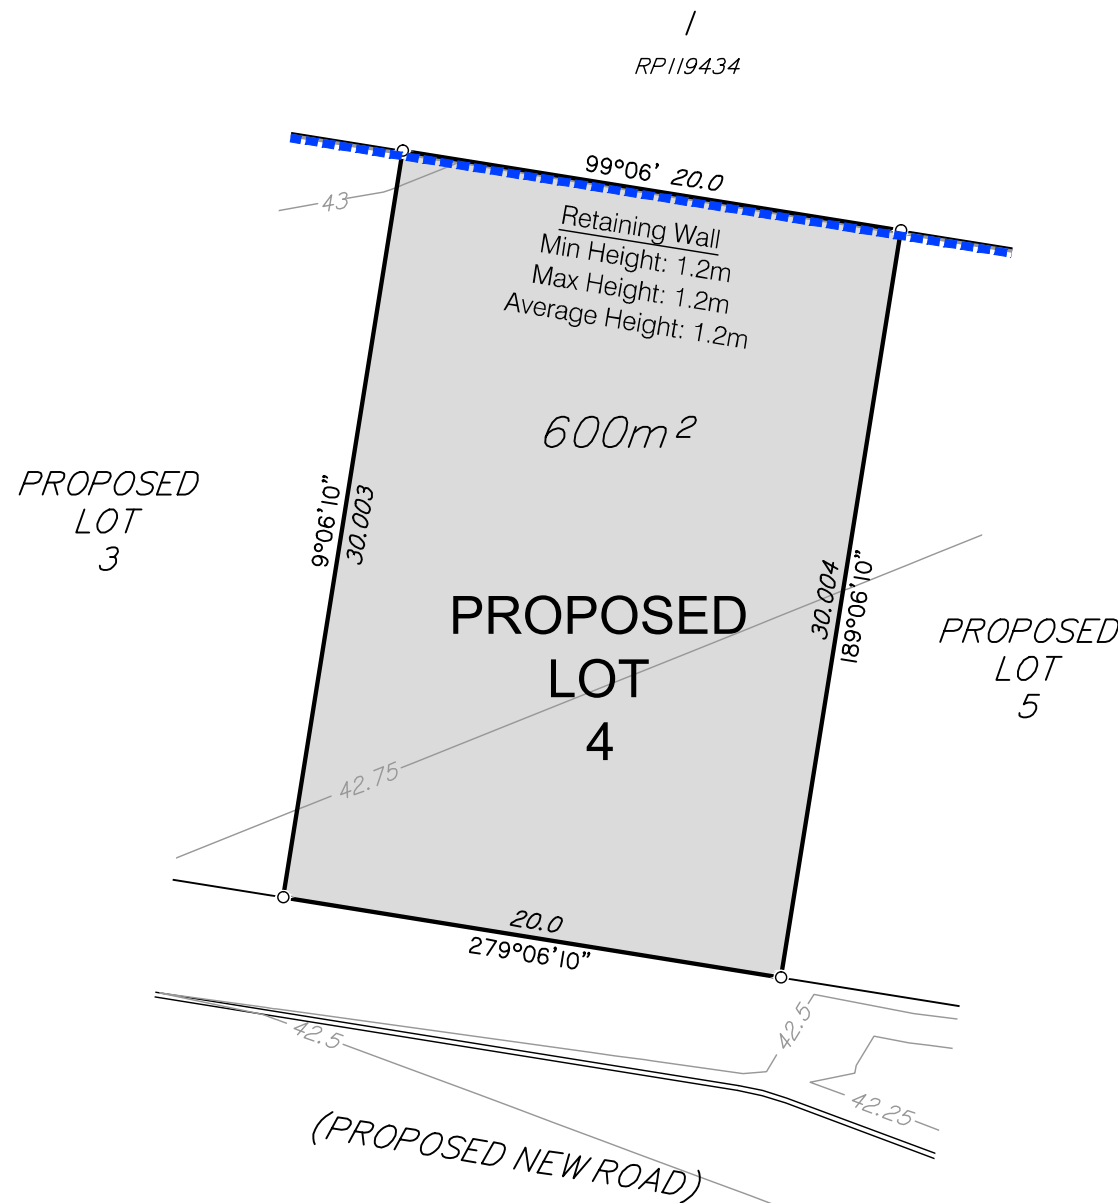 1
RP119434
99°06' 20.0
43
Retaining Wall
Min Height: 1.2m
Max Height: 1.2m
Average Height: 1.2m
600m²
PROPOSED
LOT
3
9°06'10"
30.003
PROPOSED
LOT
4
30.004
189°06'10"
PROPOSED
LOT
5
42.75
20.0
279°06'10"
42.5
42.5
42.25
(PROPOSED NEW ROAD)